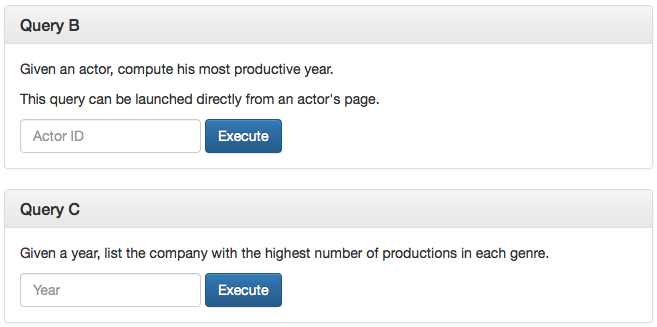 Query B
Given an actor, compute his most productive year.
This query can be launched directly from an actor's page.
Actor ID Execute
Query C
Given a year, list the company with the highest number of productions in each genre.
Year Execute